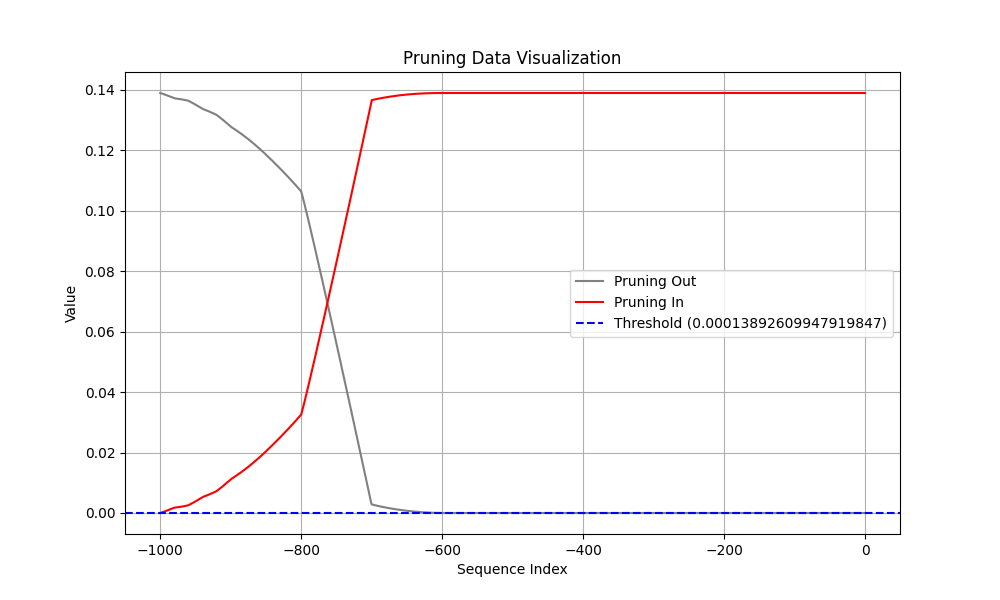 Pruning Data Visualization
Value
0.14
0.12
0.10
0.08
0.06
0.04
0.02
0.00
Pruning Out
Pruning In
Threshold (0.00013892609947919847)
−1000 −800 −600 −400 −200 0
Sequence Index